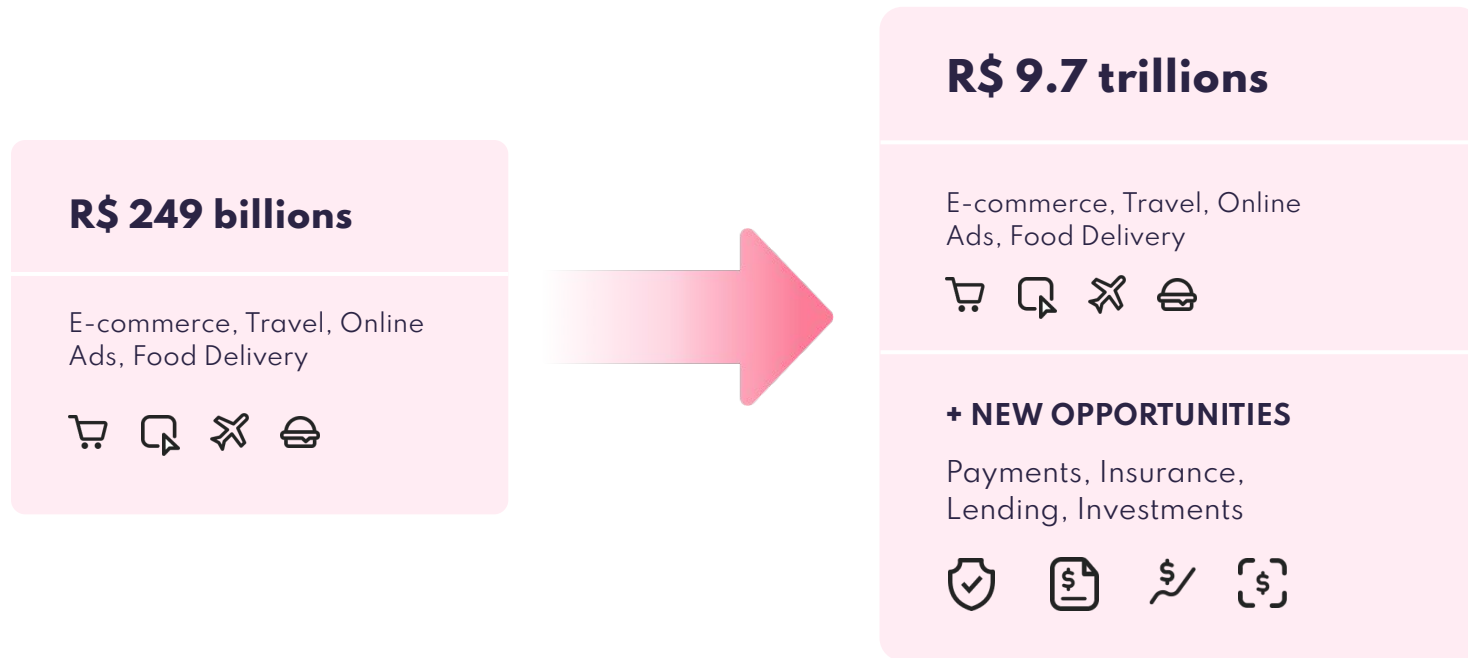 R$ 249 billions
E-commerce, Travel, Online
Ads, Food Delivery
R$ 9.7 trillions
E-commerce, Travel, Online
Ads, Food Delivery
+ NEW OPPORTUNITIES
Payments, Insurance,
Lending, Investments
$
$
$